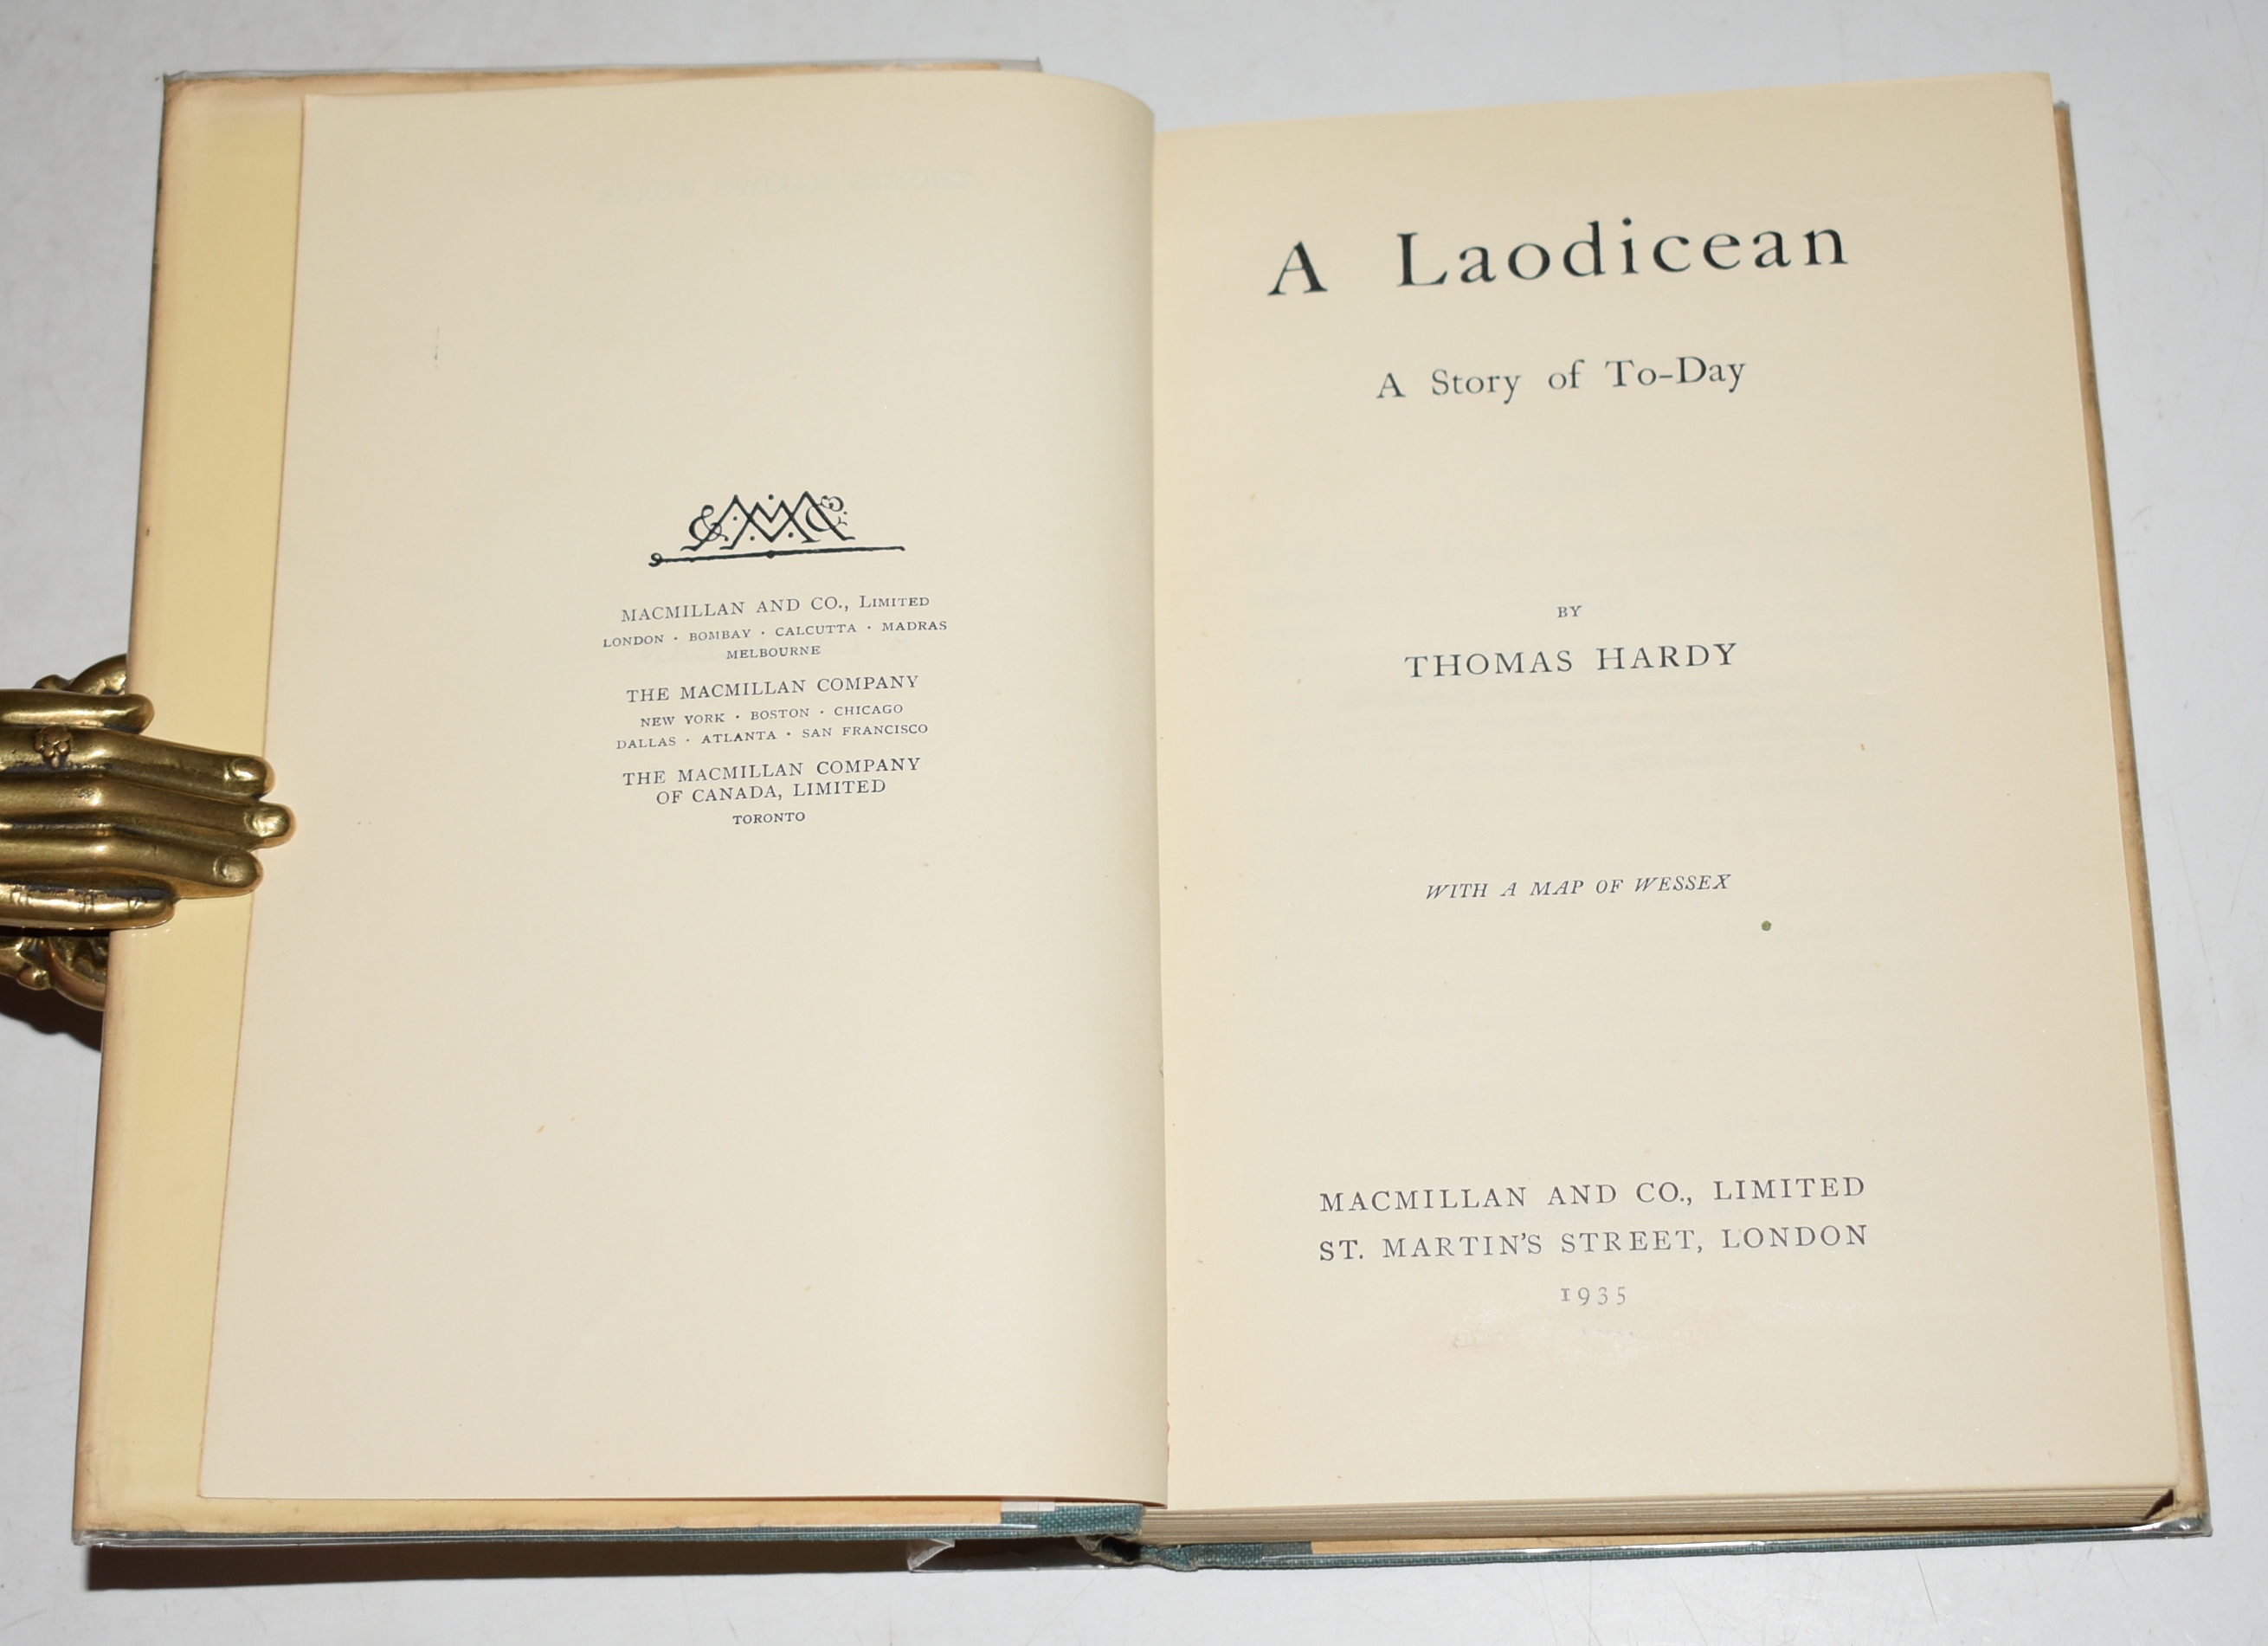 MACMILLAN AND CO., LIMITED
LONDON · BOMBAY · CALCUTTA · MADRAS
MELBOURNE
THE MACMILLAN COMPANY
NEW YORK · BOSTON · CHICAGO
DALLAS · ATLANTA · SAN FRANCISCO
THE MACMILLAN COMPANY
OF CANADA, LIMITED
TORONTO
A Laodicean
A Story of To-Day
BY
THOMAS HARDY
WITH A MAP OF WESSEX
MACMILLAN AND CO., LIMITED
ST. MARTIN'S STREET, LONDON
1935